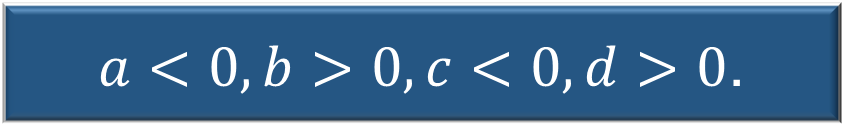 a < 0, b > 0, c < 0, d > 0.